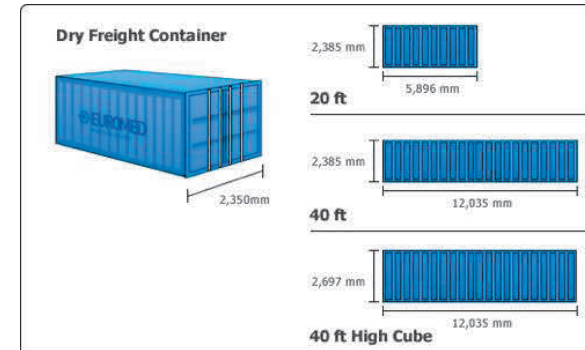 Dry Freight Container
EUROMED
2,350mm
2,385 mm
5,896 mm
20 ft
2,385 mm
12,035 mm
40 ft
2,697 mm
12,035 mm
40 ft High Cube